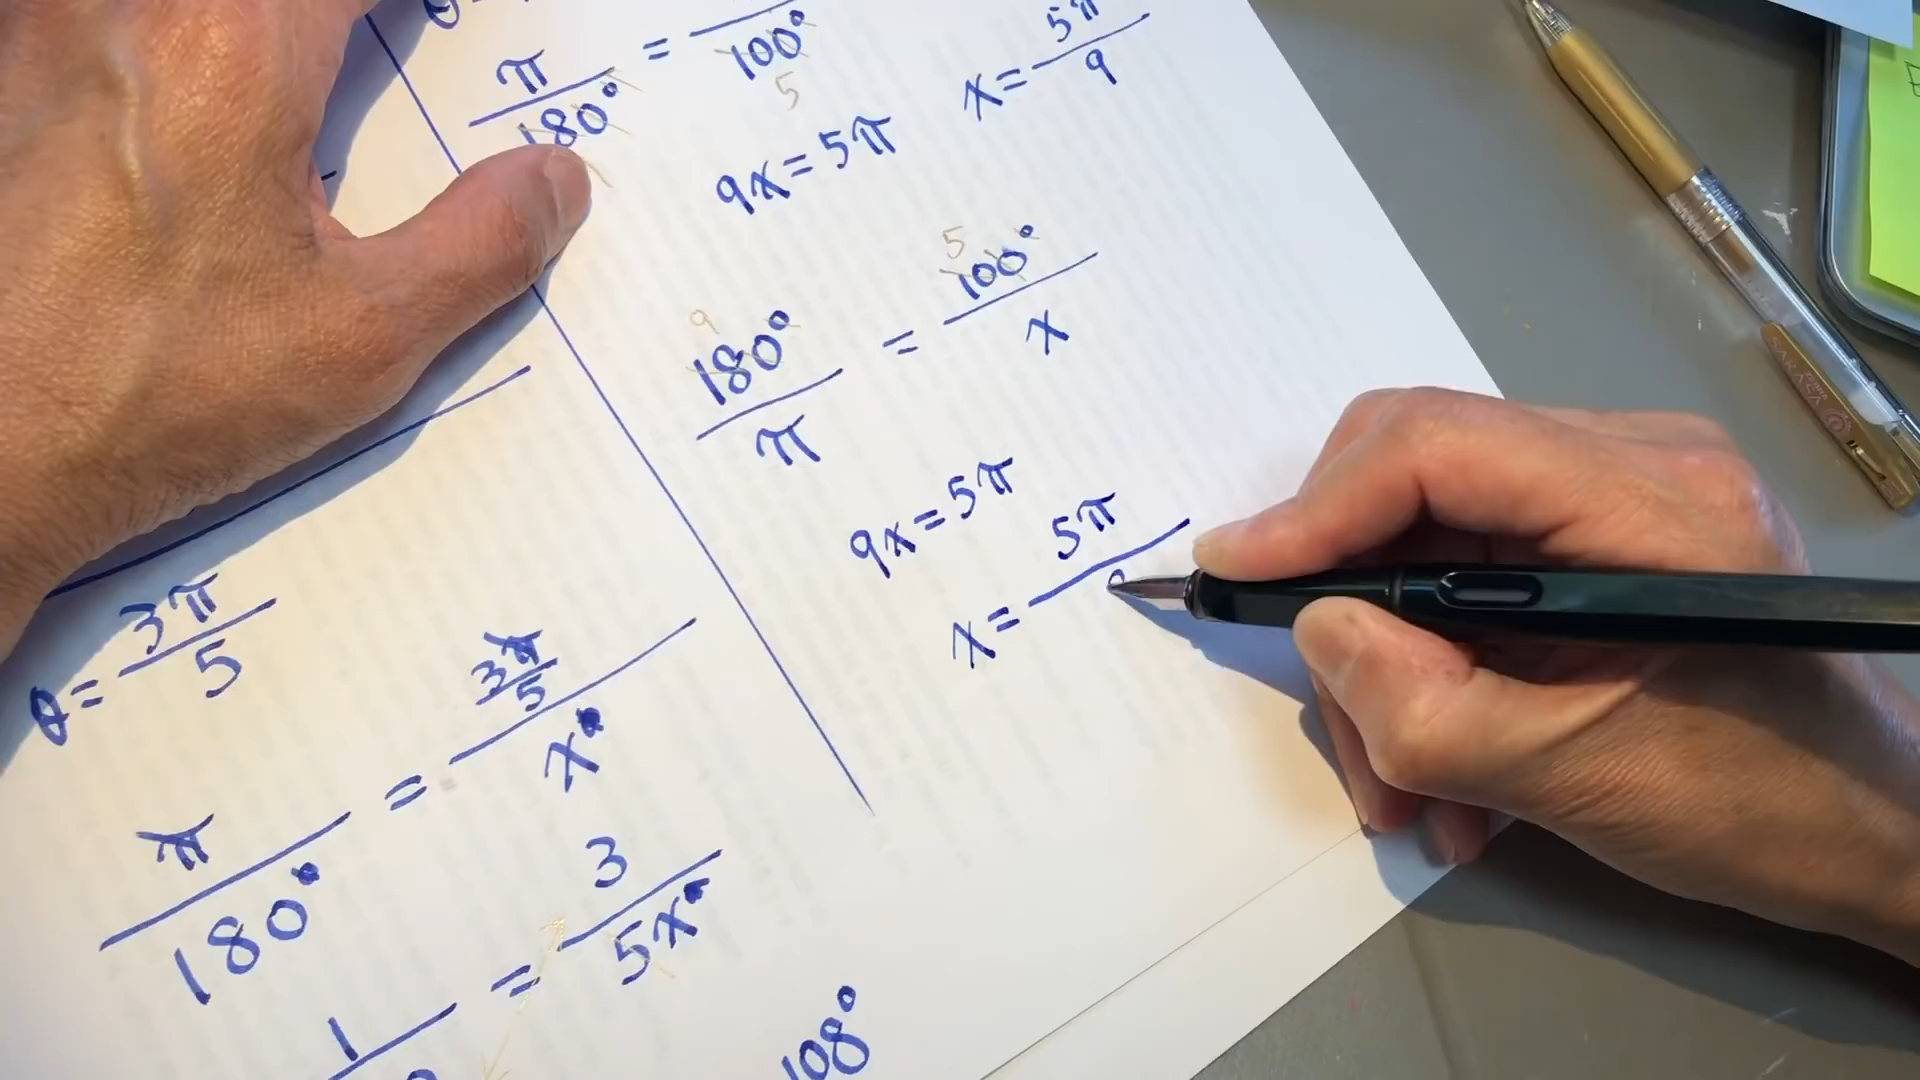 π/180° = /100°
5
x = 5π/9
9x = 5π
9 5
180°/π = 100°/x
9x = 5π
x = 5π/
θ = 3π/5
π/180° = 3π/5/x°
1/ = 3/5x°
108°
SAKURA